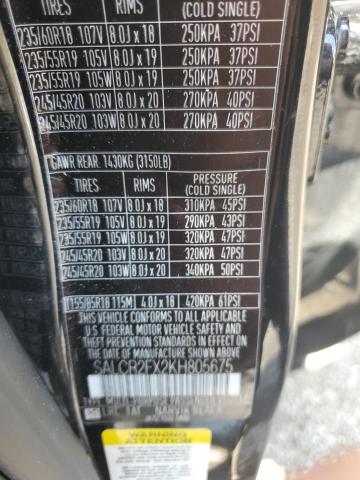 TIRES RIMS (COLD SINGLE)
235/60R18 107V 8.0J x 18 250KPA 37PSI
235/55R19 105V 8.0J x 19 250KPA 37PSI
235/55R19 105W 8.0J x 19 250KPA 37PSI
245/45R20 103V 8.0J x 20 270KPA 40PSI
245/45R20 103W 8.0J x 20 270KPA 40PSI
GAWR REAR 1430KG (3150LB)
TIRES RIMS PRESSURE (COLD SINGLE)
235/60R18 107V 8.0J x 18 310KPA 45PSI
235/55R19 105V 8.0J x 19 290KPA 43PSI
235/55R19 105W 8.0J x 19 320KPA 47PSI
245/45R20 103V 8.0J x 20 320KPA 47PSI
245/45R20 103W 8.0J x 20 340KPA 50PSI
T155/85R18 115M 4.0J x 18 420KPA 61PSI
THIS VEHICLE CONFORMS TO ALL
APPLICABLE FEDERAL MOTOR VEHICLE
SAFETY, BUMPER, AND THEFT
PREVENTION STANDARDS IN EFFECT
ON THE DATE OF MANUFACTURE
SHOWN ABOVE
SALCR2FX2KH805675
TYPE
LRC 1AT NARVIK BLACK
WARNING